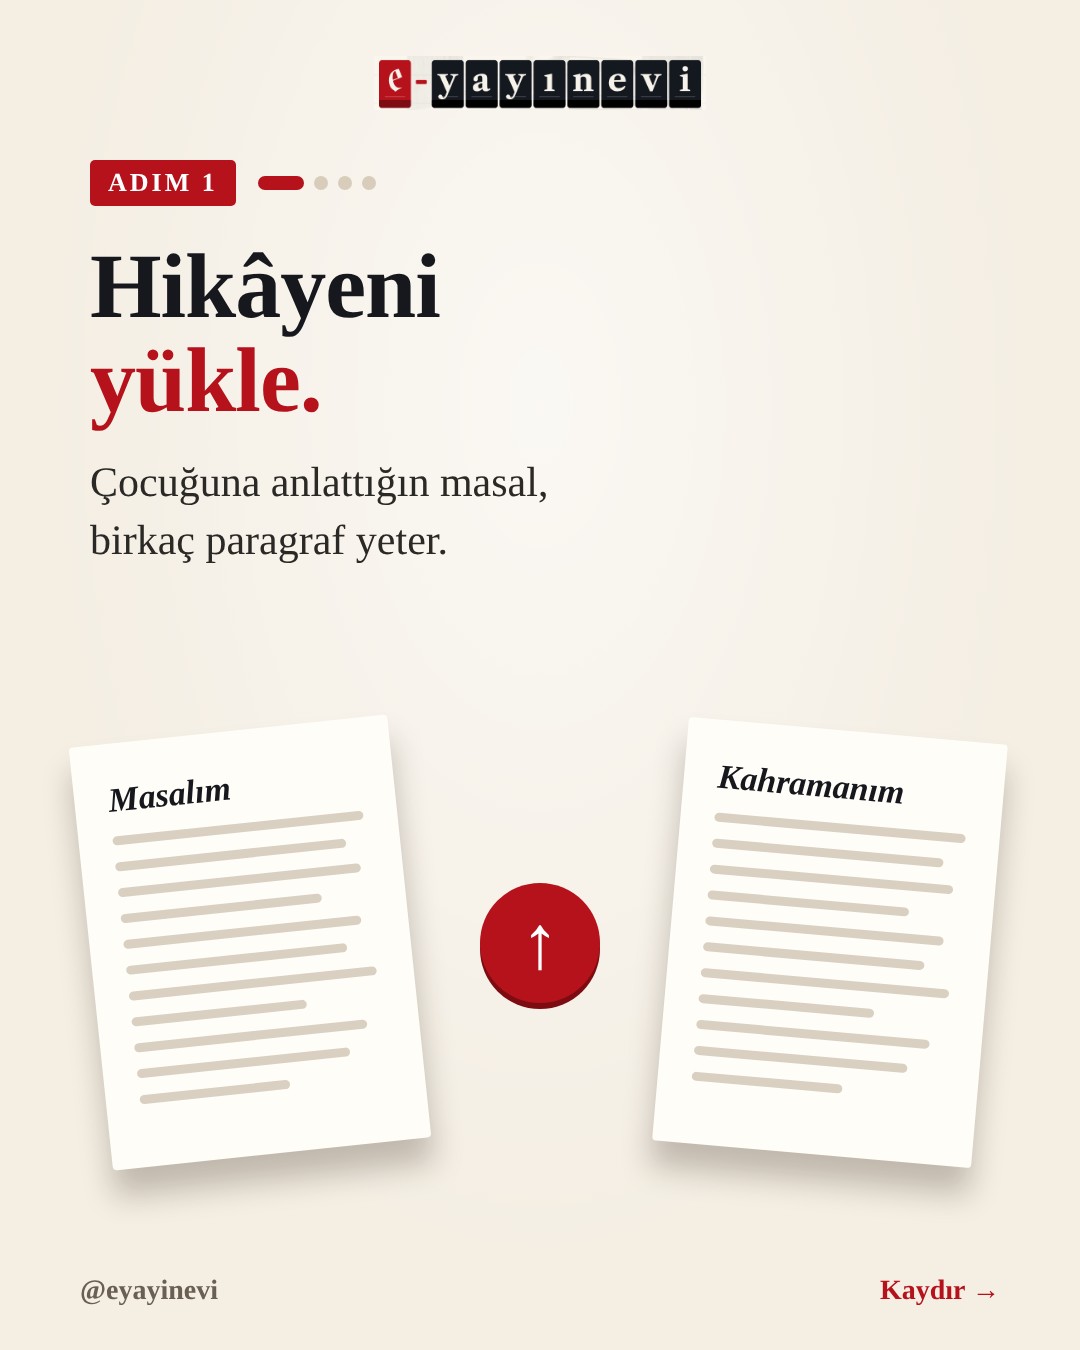 e-yayınevi
ADIM 1
Hikâyeni
yükle.
Çocuğuna anlattığın masal,
birkaç paragraf yeter.
Masalım
Kahramanım
↑
@eyayinevi
Kaydır →